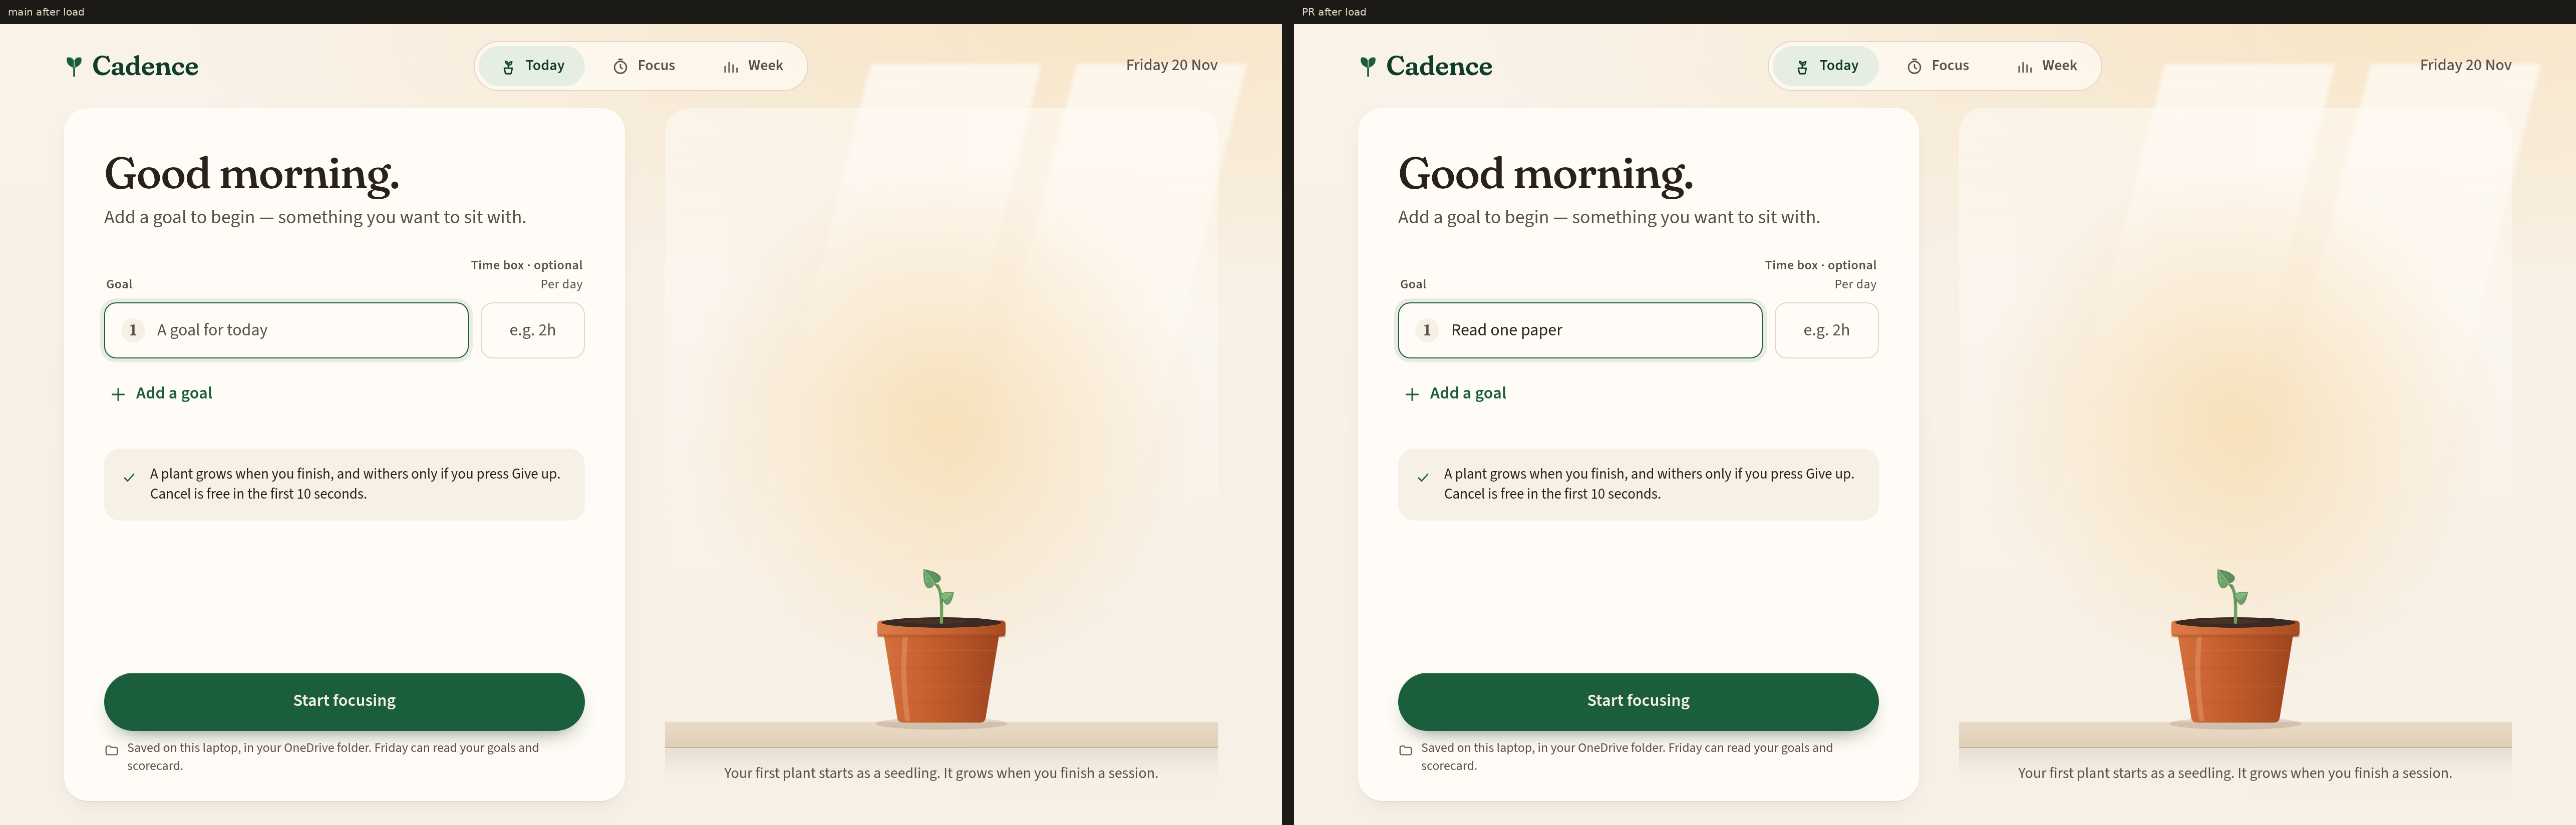 main after load
Cadence
Today
Focus
Week
Friday 20 Nov
Good morning.
Add a goal to begin — something you want to sit with.
Time box · optional
Goal
Per day
1
A goal for today
e.g. 2h
Add a goal
A plant grows when you finish, and withers only if you press Give up.
Cancel is free in the first 10 seconds.
Start focusing
Saved on this laptop, in your OneDrive folder. Friday can read your goals and
scorecard.
Your first plant starts as a seedling. It grows when you finish a session.
PR after load
Cadence
Today
Focus
Week
Friday 20 Nov
Good morning.
Add a goal to begin — something you want to sit with.
Time box · optional
Goal
Per day
1
Read one paper
e.g. 2h
Add a goal
A plant grows when you finish, and withers only if you press Give up.
Cancel is free in the first 10 seconds.
Start focusing
Saved on this laptop, in your OneDrive folder. Friday can read your goals and
scorecard.
Your first plant starts as a seedling. It grows when you finish a session.